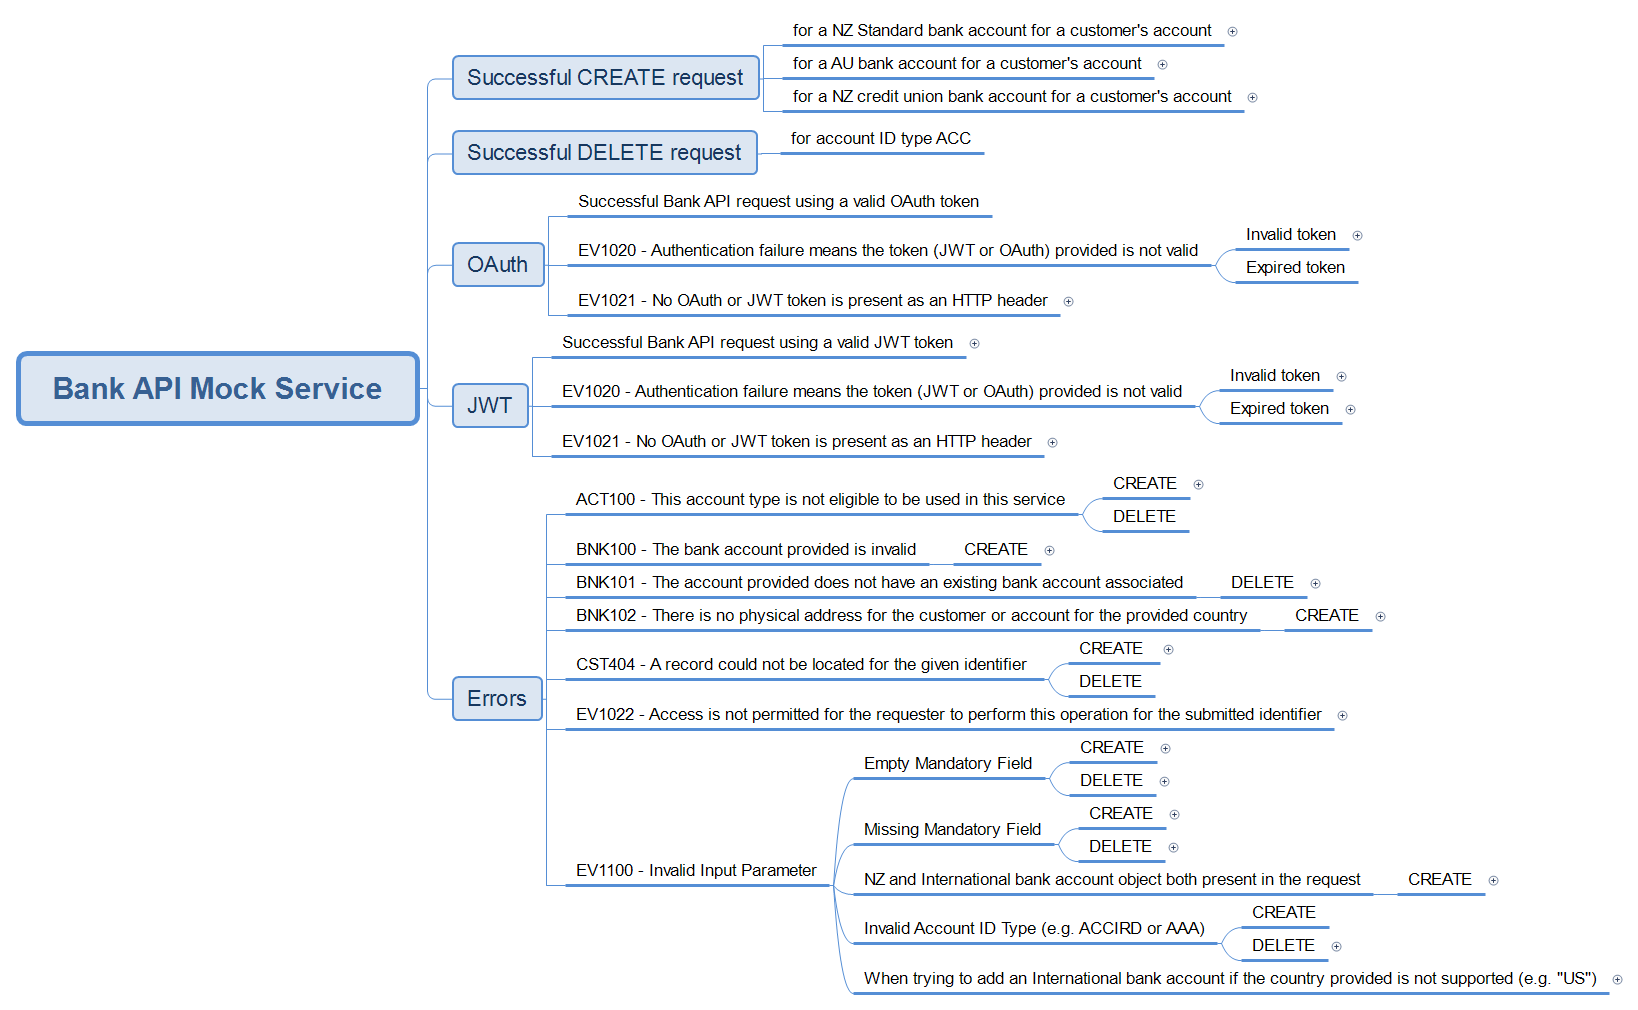 Bank API Mock Service
Successful CREATE request
for a NZ Standard bank account for a customer's account
for a AU bank account for a customer's account
for a NZ credit union bank account for a customer's account
Successful DELETE request
for account ID type ACC
OAuth
Successful Bank API request using a valid OAuth token
EV1020 - Authentication failure means the token (JWT or OAuth) provided is not valid
Invalid token
Expired token
EV1021 - No OAuth or JWT token is present as an HTTP header
JWT
Successful Bank API request using a valid JWT token
EV1020 - Authentication failure means the token (JWT or OAuth) provided is not valid
Invalid token
Expired token
EV1021 - No OAuth or JWT token is present as an HTTP header
Errors
ACT100 - This account type is not eligible to be used in this service
CREATE
DELETE
BNK100 - The bank account provided is invalid
CREATE
BNK101 - The account provided does not have an existing bank account associated
DELETE
BNK102 - There is no physical address for the customer or account for the provided country
CREATE
CST404 - A record could not be located for the given identifier
CREATE
DELETE
EV1022 - Access is not permitted for the requester to perform this operation for the submitted identifier
EV1100 - Invalid Input Parameter
Empty Mandatory Field
CREATE
DELETE
Missing Mandatory Field
CREATE
DELETE
NZ and International bank account object both present in the request
CREATE
Invalid Account ID Type (e.g. ACCIRD or AAA)
CREATE
DELETE
When trying to add an International bank account if the country provided is not supported (e.g. "US")